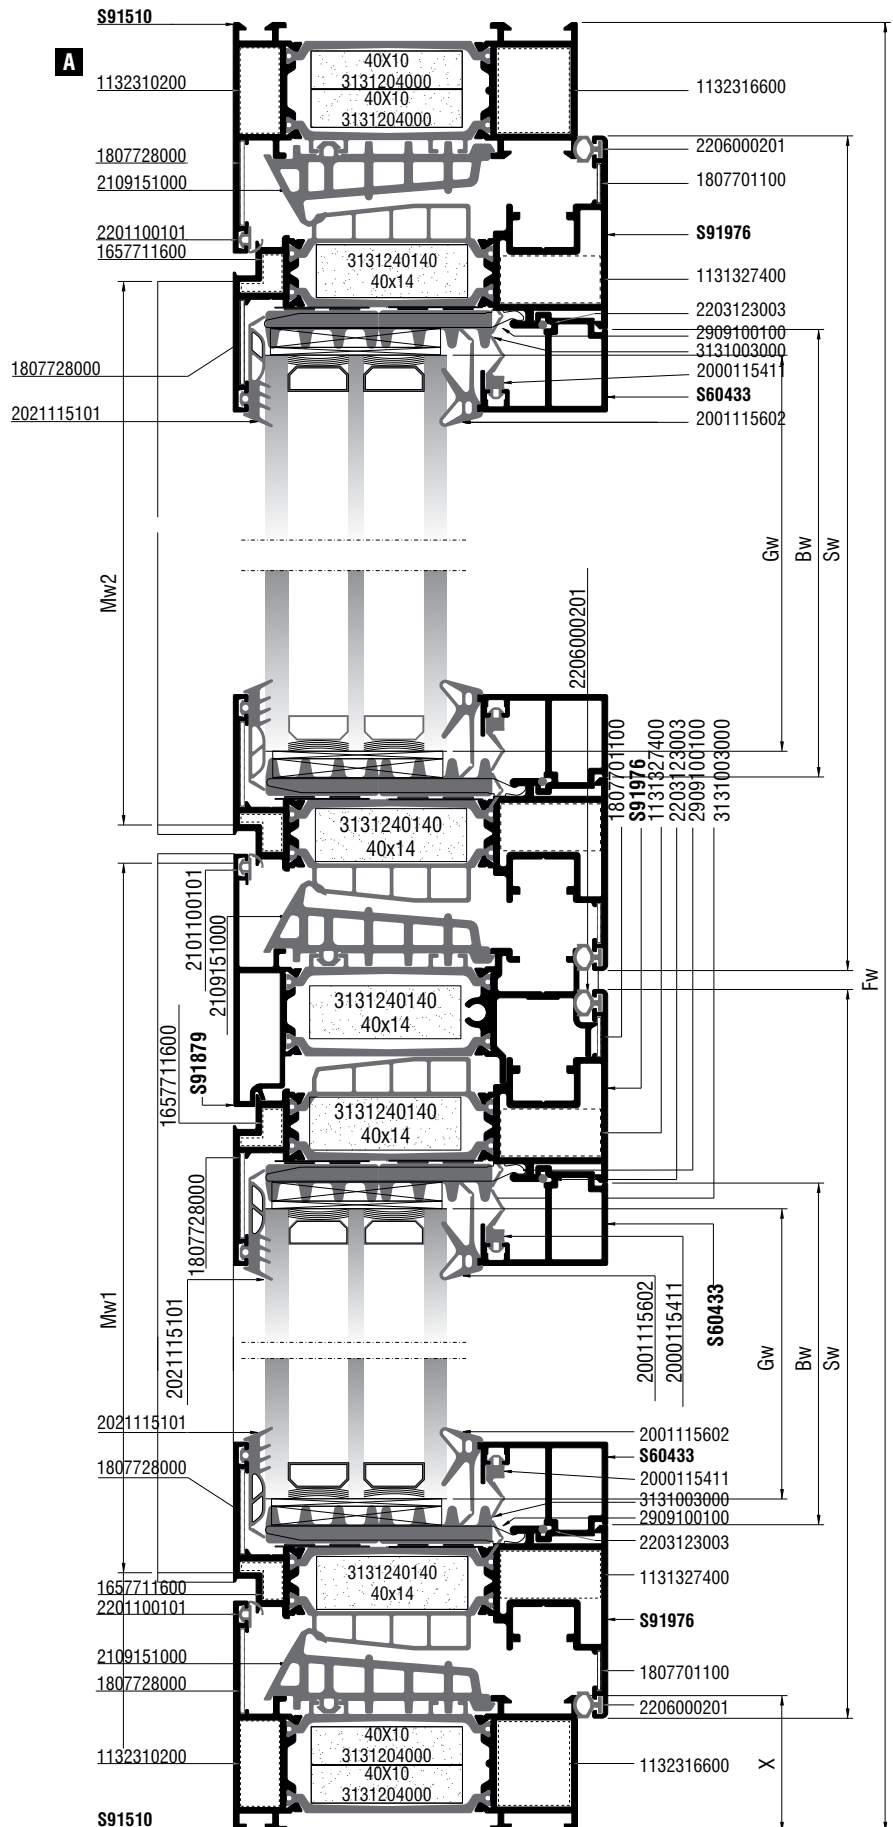 S91510
A
40X10
3131204000
40X10
3131204000
1132310200
1132316600
1807728000
2109151000
2206000201
1807701100
2201100101
1657711600
S91976
3131240140
40x14
1131327400
2203123003
2909100100
3131003000
2000115411
S60433
2001115602
1807728000
2021115101
Mw2
Gw
Bw
Sw
Fw
2206000201
1807701100
S91976
1131327400
2203123003
2909100100
3131003000
3131240140
40x14
2101100101
2109151000
3131240140
40x14
S91879
1657711600
3131240140
40x14
1807728000
2021115101
Mw1
2001115602
2000115411
S60433
Gw
Bw
Sw
2021115101
1807728000
2001115602
S60433
2000115411
3131003000
2909100100
2203123003
3131240140
40x14
1131327400
1657711600
2201100101
S91976
2109151000
1807728000
1807701100
2206000201
40X10
3131204000
40X10
3131204000
1132310200
1132316600
X
S91510